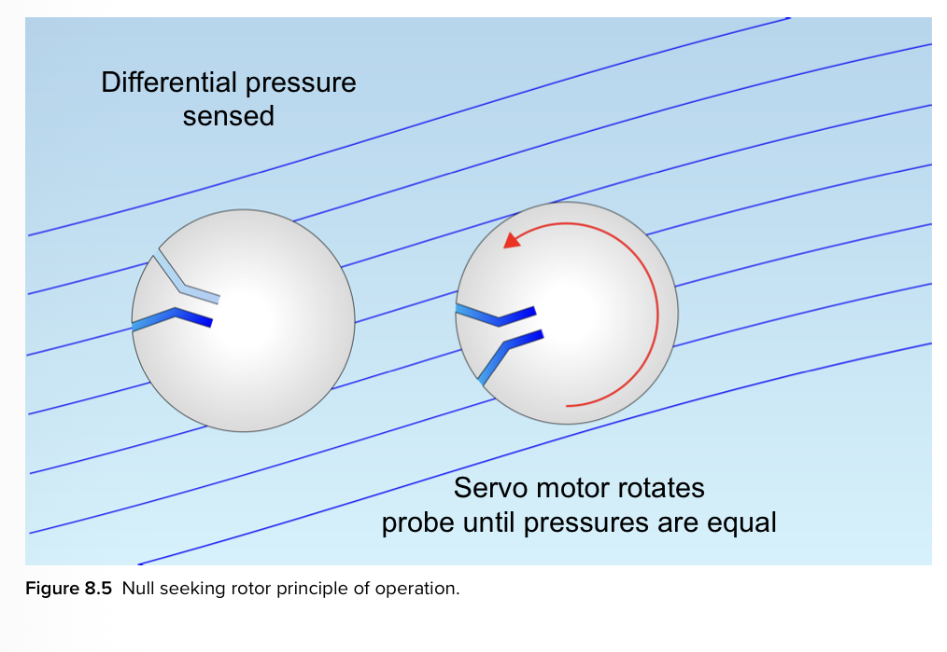 Differential pressure
sensed
Servo motor rotates
probe until pressures are equal
Figure 8.5 Null seeking rotor principle of operation.